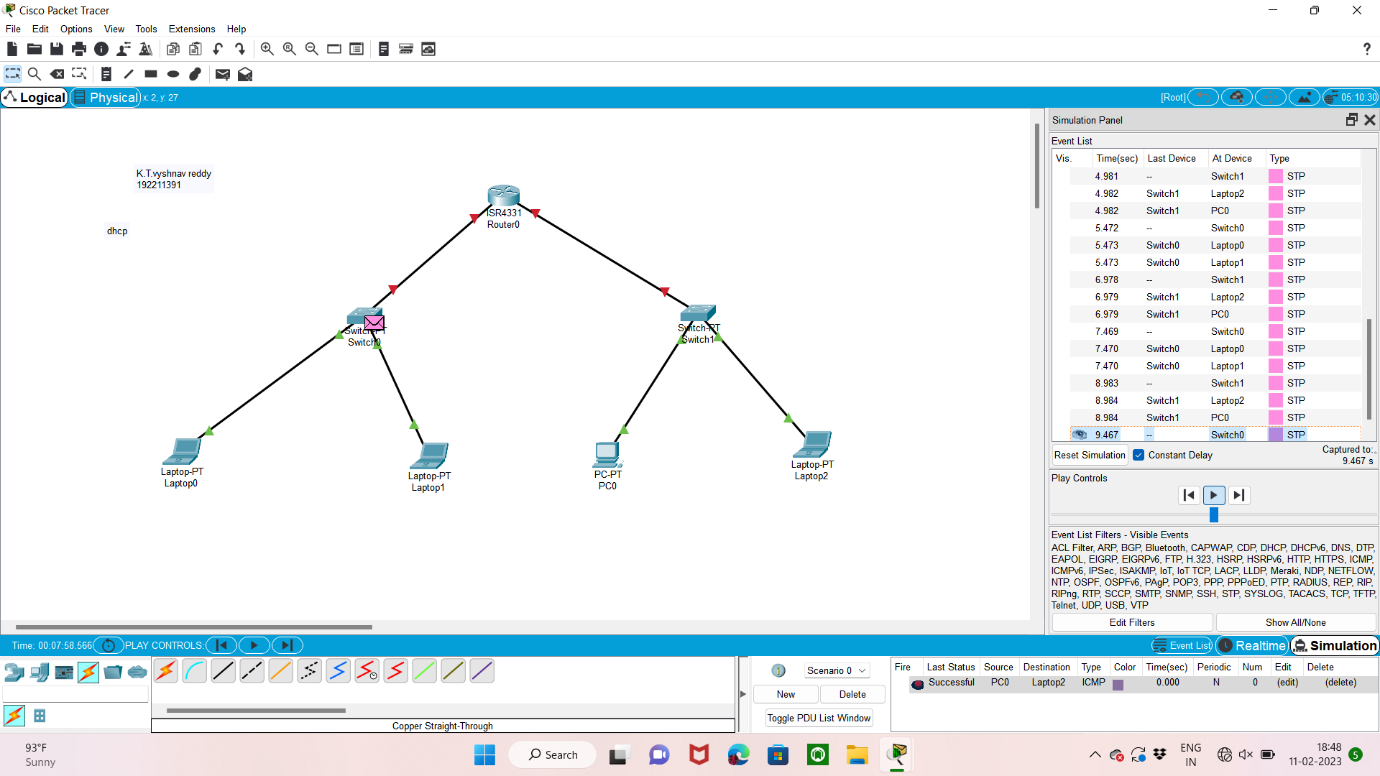 Cisco Packet Tracer
File Edit Options View Tools Extensions Help
?
Logical Physical x: 2, y: 27 [Root] 05:10:30
K.T.vyshnav reddy
192211391
dhcp
ISR4331
Router0
Switch-PT
Switch0
Switch-PT
Switch1
Laptop-PT
Laptop0
Laptop-PT
Laptop1
PC-PT
PC0
Laptop-PT
Laptop2
Simulation Panel
Event List
Vis. Time(sec) Last Device At Device Type
4.981 -- Switch1 STP
4.982 Switch1 Laptop2 STP
4.982 Switch1 PC0 STP
5.472 -- Switch0 STP
5.473 Switch0 Laptop0 STP
5.473 Switch0 Laptop1 STP
6.978 -- Switch1 STP
6.979 Switch1 Laptop2 STP
6.979 Switch1 PC0 STP
7.469 -- Switch0 STP
7.470 Switch0 Laptop0 STP
7.470 Switch0 Laptop1 STP
8.983 -- Switch1 STP
8.984 Switch1 Laptop2 STP
8.984 Switch1 PC0 STP
9.467 -- Switch0 STP
Reset Simulation Constant Delay Captured to:
9.467 s
Play Controls
Event List Filters - Visible Events
ACL Filter, ARP, BGP, Bluetooth, CAPWAP, CDP, DHCP, DHCPv6, DNS, DTP,
EAPOL, EIGRP, EIGRPv6, FTP, H.323, HSRP, HSRPv6, HTTP, HTTPS, ICMP,
ICMPv6, IPSec, ISAKMP, IoT, IoT TCP, LACP, LLDP, Meraki, NDP, NETFLOW,
NTP, OSPF, OSPFv6, PAgP, POP3, PPP, PPPoED, PTP, RADIUS, REP, RIP,
RIPng, RTP, SCCP, SMTP, SNMP, SSH, STP, SYSLOG, TACACS, TCP, TFTP,
Telnet, UDP, USB, VTP
Edit Filters Show All/None
Time: 00:07:58.566 PLAY CONTROLS: Event List Realtime Simulation
Scenario 0
New Delete
Toggle PDU List Window
Fire Last Status Source Destination Type Color Time(sec) Periodic Num Edit Delete
Successful PC0 Laptop2 ICMP 0.000 N 0 (edit) (delete)
Copper Straight-Through
93°F
Sunny
Search
ENG
IN
18:48
11-02-2023
5